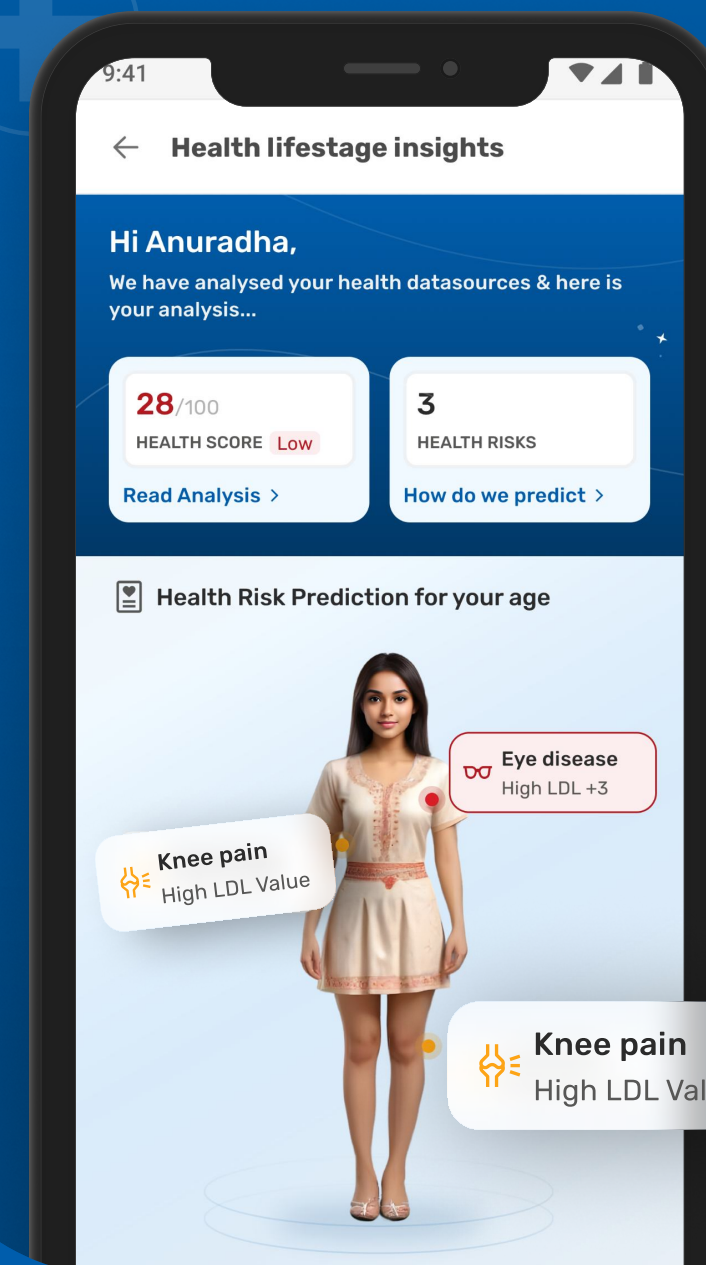 9:41
Health lifestage insights
Hi Anuradha,
We have analysed your health datasources & here is
your analysis...
28/100
HEALTH SCORE Low
Read Analysis
3
HEALTH RISKS
How do we predict
Health Risk Prediction for your age
Eye disease
High LDL +3
Knee pain
High LDL Value
Knee pain
High LDL Val